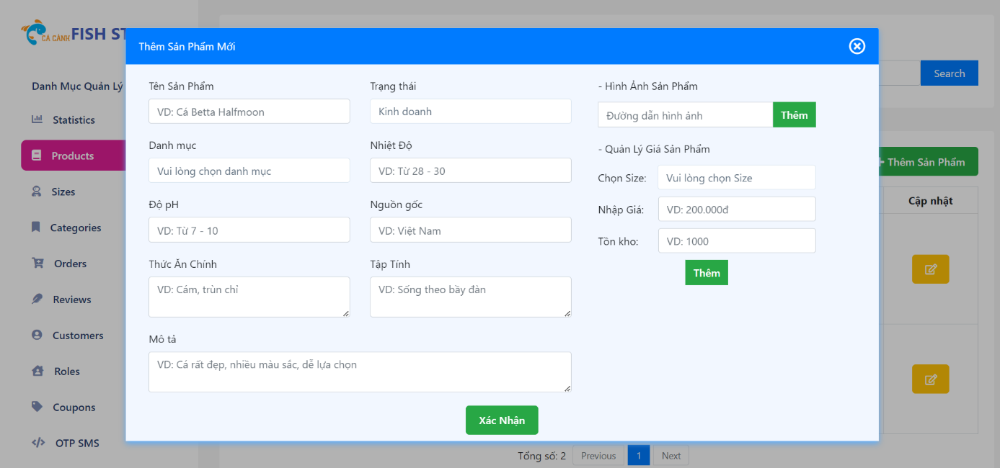 CA CẢNH FISH ST
Danh Mục Quản Lý
Statistics
Products
Sizes
Categories
Orders
Reviews
Customers
Roles
Coupons
OTP SMS
Thêm Sản Phẩm Mới
Tên Sản Phẩm
VD: Cá Betta Halfmoon
Trạng thái
Kinh doanh
Danh mục
Vui lòng chọn danh mục
Nhiệt Độ
VD: Từ 28 - 30
Độ pH
VD: Từ 7 - 10
Nguồn gốc
VD: Việt Nam
Thức Ăn Chính
VD: Cám, trùn chỉ
Tập Tính
VD: Sống theo bầy đàn
Mô tả
VD: Cá rất đẹp, nhiều màu sắc, dễ lựa chọn
- Hình Ảnh Sản Phẩm
Đường dẫn hình ảnh
Thêm
- Quản Lý Giá Sản Phẩm
Chọn Size:
Vui lòng chọn Size
Nhập Giá:
VD: 200.000đ
Tồn kho:
VD: 1000
Thêm
Xác Nhận
Search
+ Thêm Sản Phẩm
Cập nhật
Tổng số: 2 Previous 1 Next